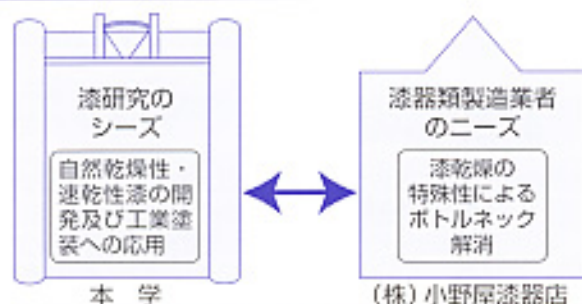 漆研究の
シーズ
自然乾燥性・
速乾性漆の開
発及び工業塗
装への応用
本 学
漆器類製造業者
のニーズ
漆乾燥の
特殊性による
ボトルネック
解消
(株)小野屋漆器店